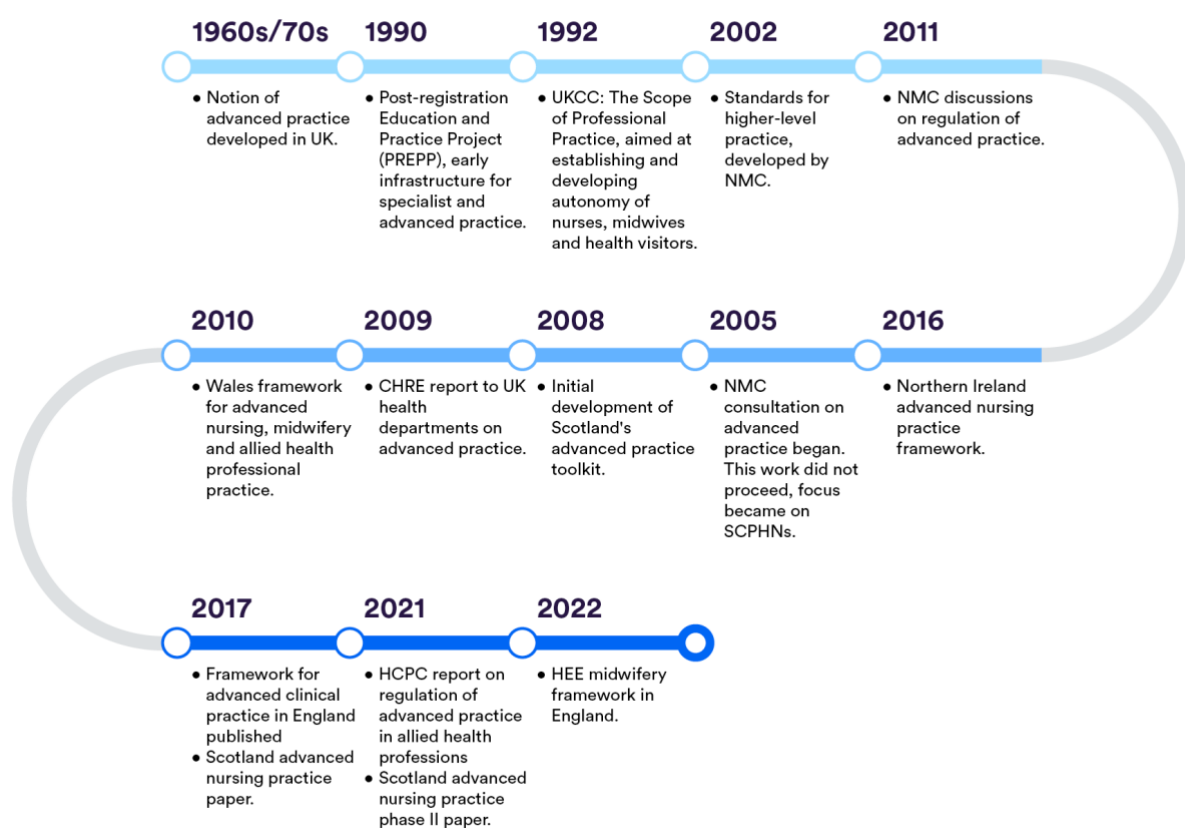 1960s/70s
• Notion of
advanced practice
developed in UK.
1990
• Post-registration
Education and
Practice Project
(PREPP), early
infrastructure for
specialist and
advanced practice.
1992
• UKCC: The Scope
of Professional
Practice, aimed at
establishing and
developing
autonomy of
nurses, midwives
and health visitors.
2002
• Standards for
higher-level
practice,
developed by
NMC.
2011
• NMC discussions
on regulation of
advanced practice.
2010
• Wales framework
for advanced
nursing, midwifery
and allied health
professional
practice.
2009
• CHRE report to UK
health
departments on
advanced practice.
2008
• Initial
development of
Scotland's
advanced practice
toolkit.
2005
• NMC
consultation on
advanced
practice began.
This work did not
proceed, focus
became on
SCPHNs.
2016
• Northern Ireland
advanced nursing
practice
framework.
2017
• Framework for
advanced clinical
practice in England
published
• Scotland advanced
nursing practice
paper.
2021
• HCPC report on
regulation of
advanced practice
in allied health
professions
• Scotland advanced
nursing practice
phase II paper.
2022
• HEE midwifery
framework in
England.